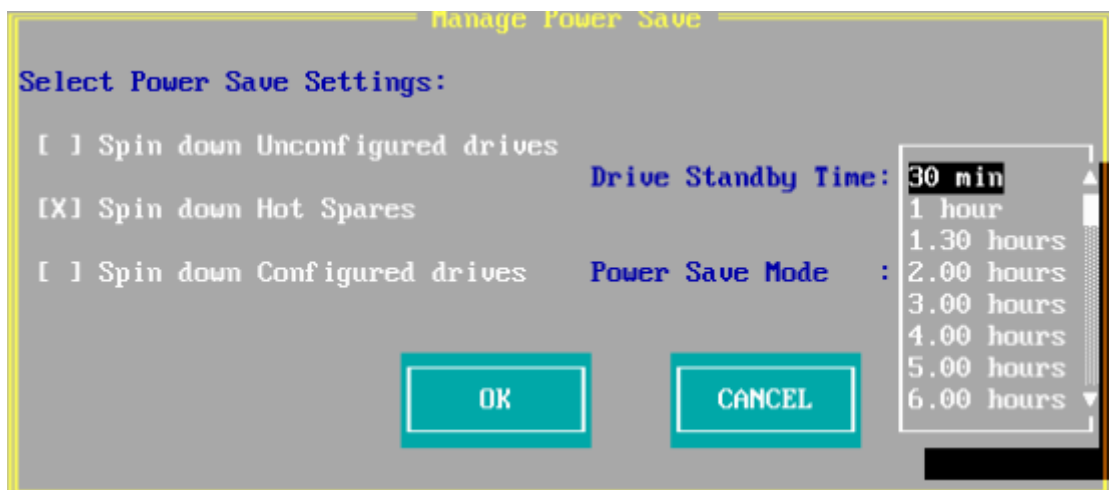 Manage Power Save
Select Power Save Settings:
[ ] Spin down Unconfigured drives
[X] Spin down Hot Spares
[ ] Spin down Configured drives
Drive Standby Time:
Power Save Mode :
30 min
1 hour
1.30 hours
2.00 hours
3.00 hours
4.00 hours
5.00 hours
6.00 hours
OK
CANCEL